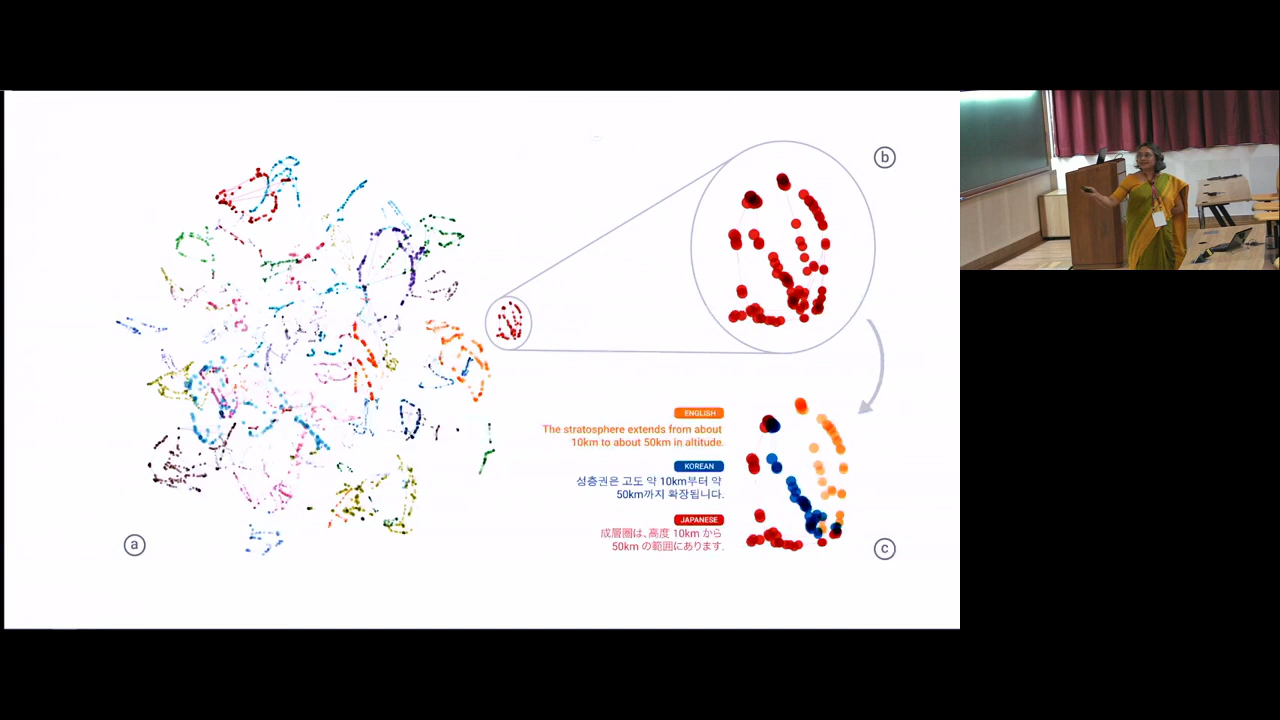 b
ENGLISH
The stratosphere extends from about
10km to about 50km in altitude.
KOREAN
성층권은 고도 약 10km부터 약
50km까지 확장됩니다.
JAPANESE
成層圏は、高度 10km から
50km の範囲にあります。
a
c